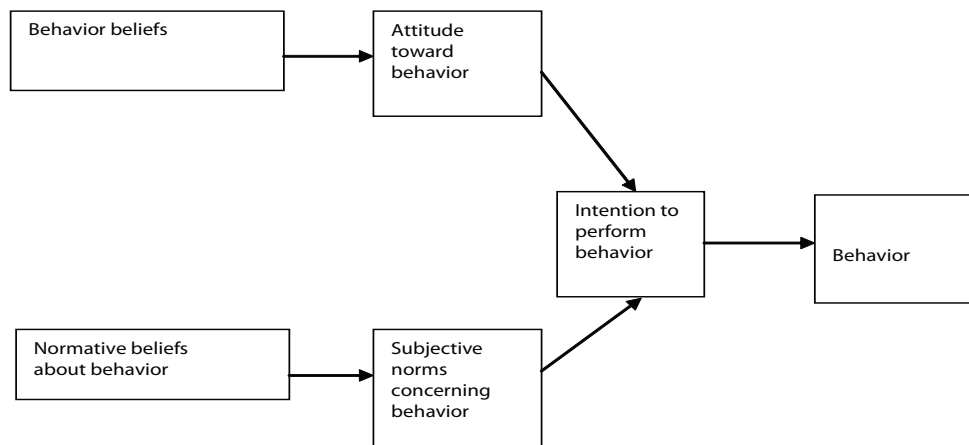 Behavior beliefs
Attitude
toward
behavior
Intention to
perform
behavior
Behavior
Normative beliefs
about behavior
Subjective
norms
concerning
behavior